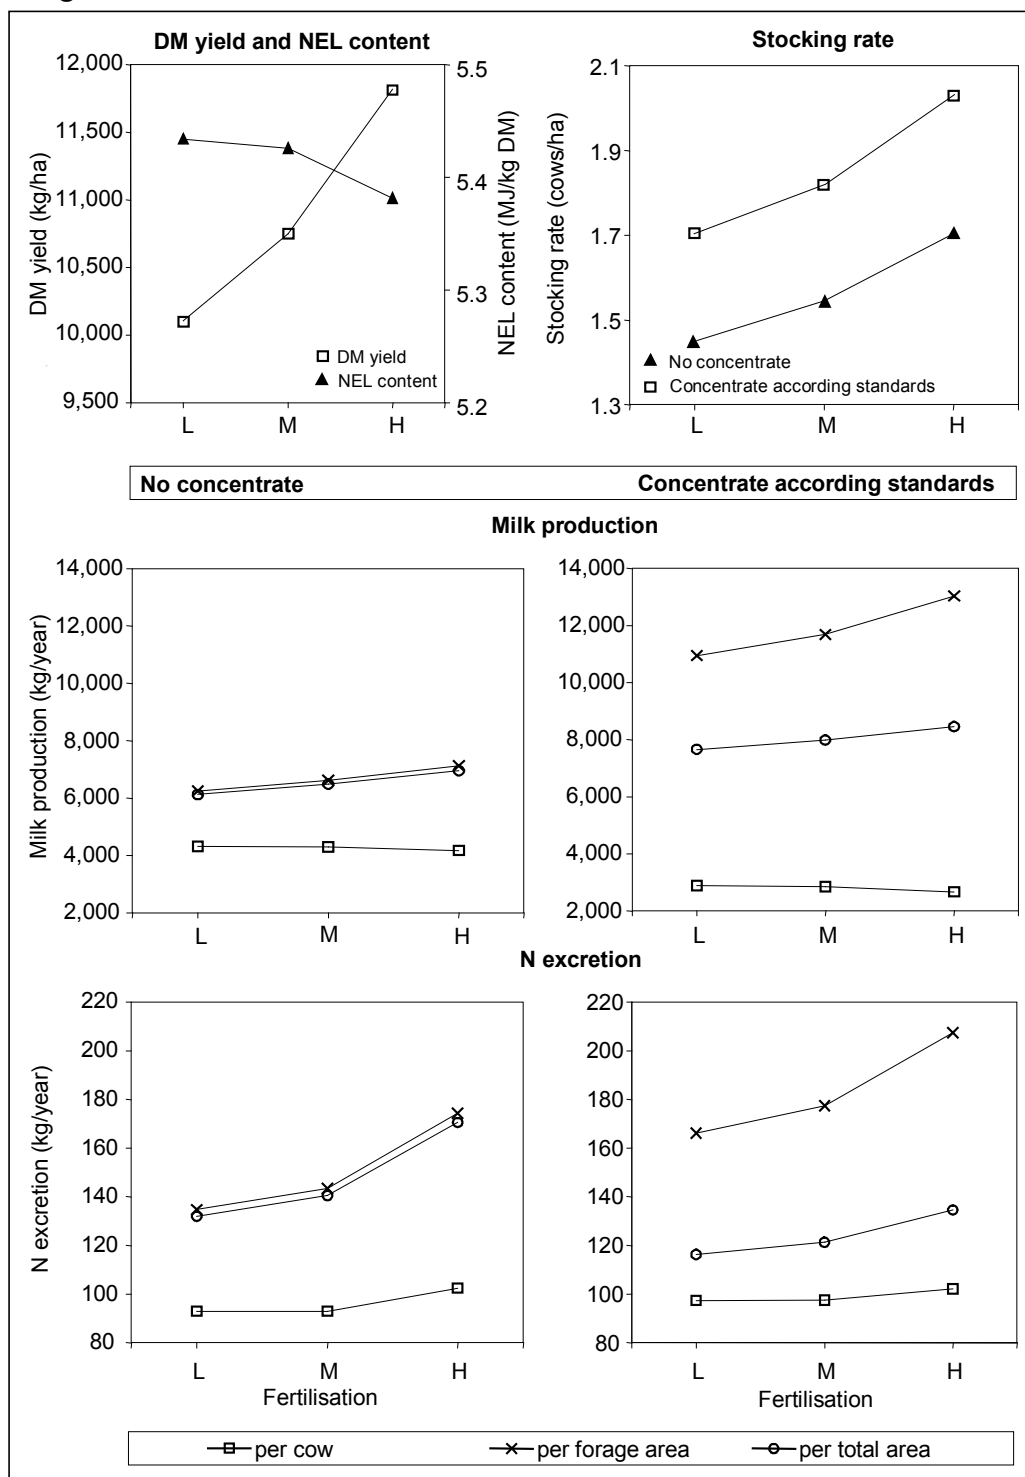 DM yield and NEL content
12,000
11,500
11,000
10,500
10,000
9,500
DM yield (kg/ha)
5.5
5.4
5.3
5.2
NEL content (MJ/kg DM)
DM yield
NEL content
L M H
Stocking rate
2.1
1.9
1.7
1.5
1.3
Stocking rate (cows/ha)
No concentrate
Concentrate according standards
L M H
No concentrate
Concentrate according standards
Milk production
14,000
12,000
10,000
8,000
6,000
4,000
2,000
Milk production (kg/year)
L M H
14,000
12,000
10,000
8,000
6,000
4,000
2,000
L M H
N excretion
220
200
180
160
140
120
100
80
N excretion (kg/year)
L M H
Fertilisation
220
200
180
160
140
120
100
80
L M H
Fertilisation
per cow
per forage area
per total area